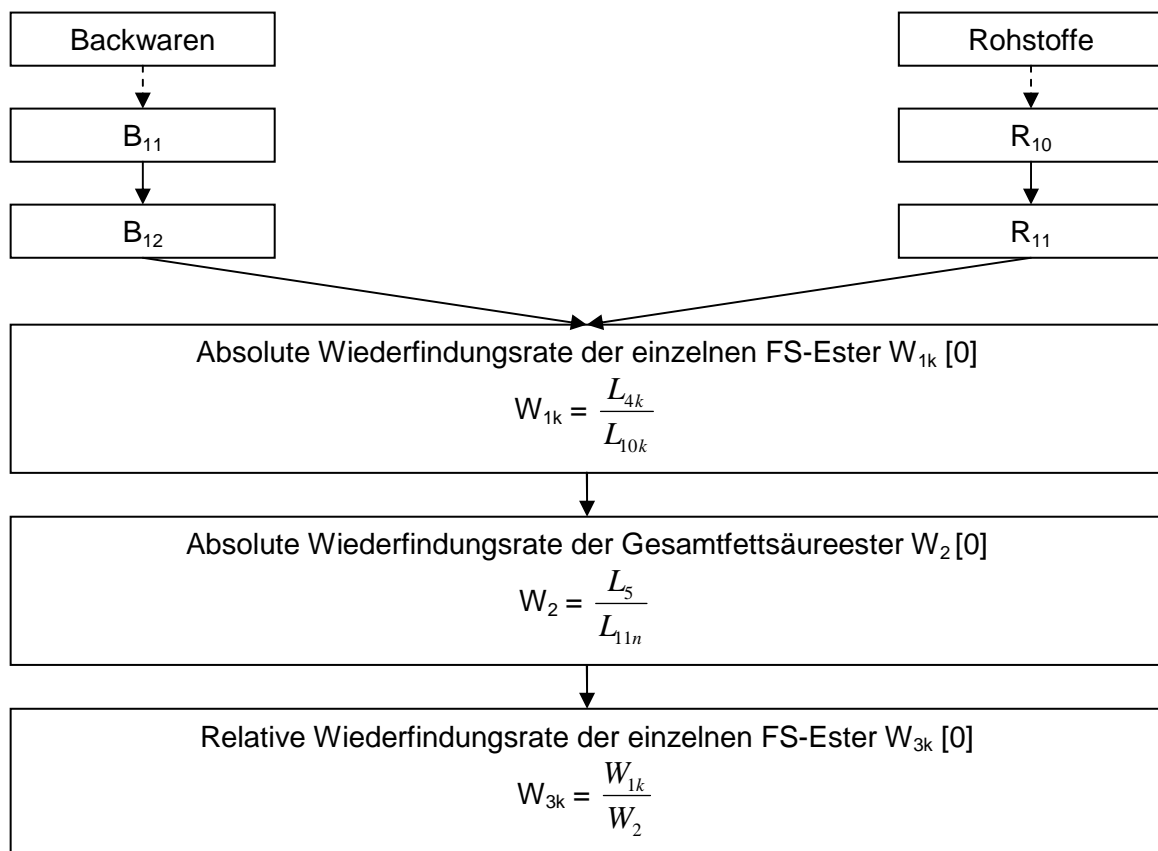 Backwaren
Rohstoffe
B₁₁
R₁₀
B₁₂
R₁₁
Absolute Wiederfindungsrate der einzelnen FS-Ester W₁ₖ [0]
W₁ₖ = L₄ₖ / L₁₀ₖ
Absolute Wiederfindungsrate der Gesamtfettsäureester W₂ [0]
W₂ = L₅ / L₁₁ₙ
Relative Wiederfindungsrate der einzelnen FS-Ester W₃ₖ [0]
W₃ₖ = W₁ₖ / W₂